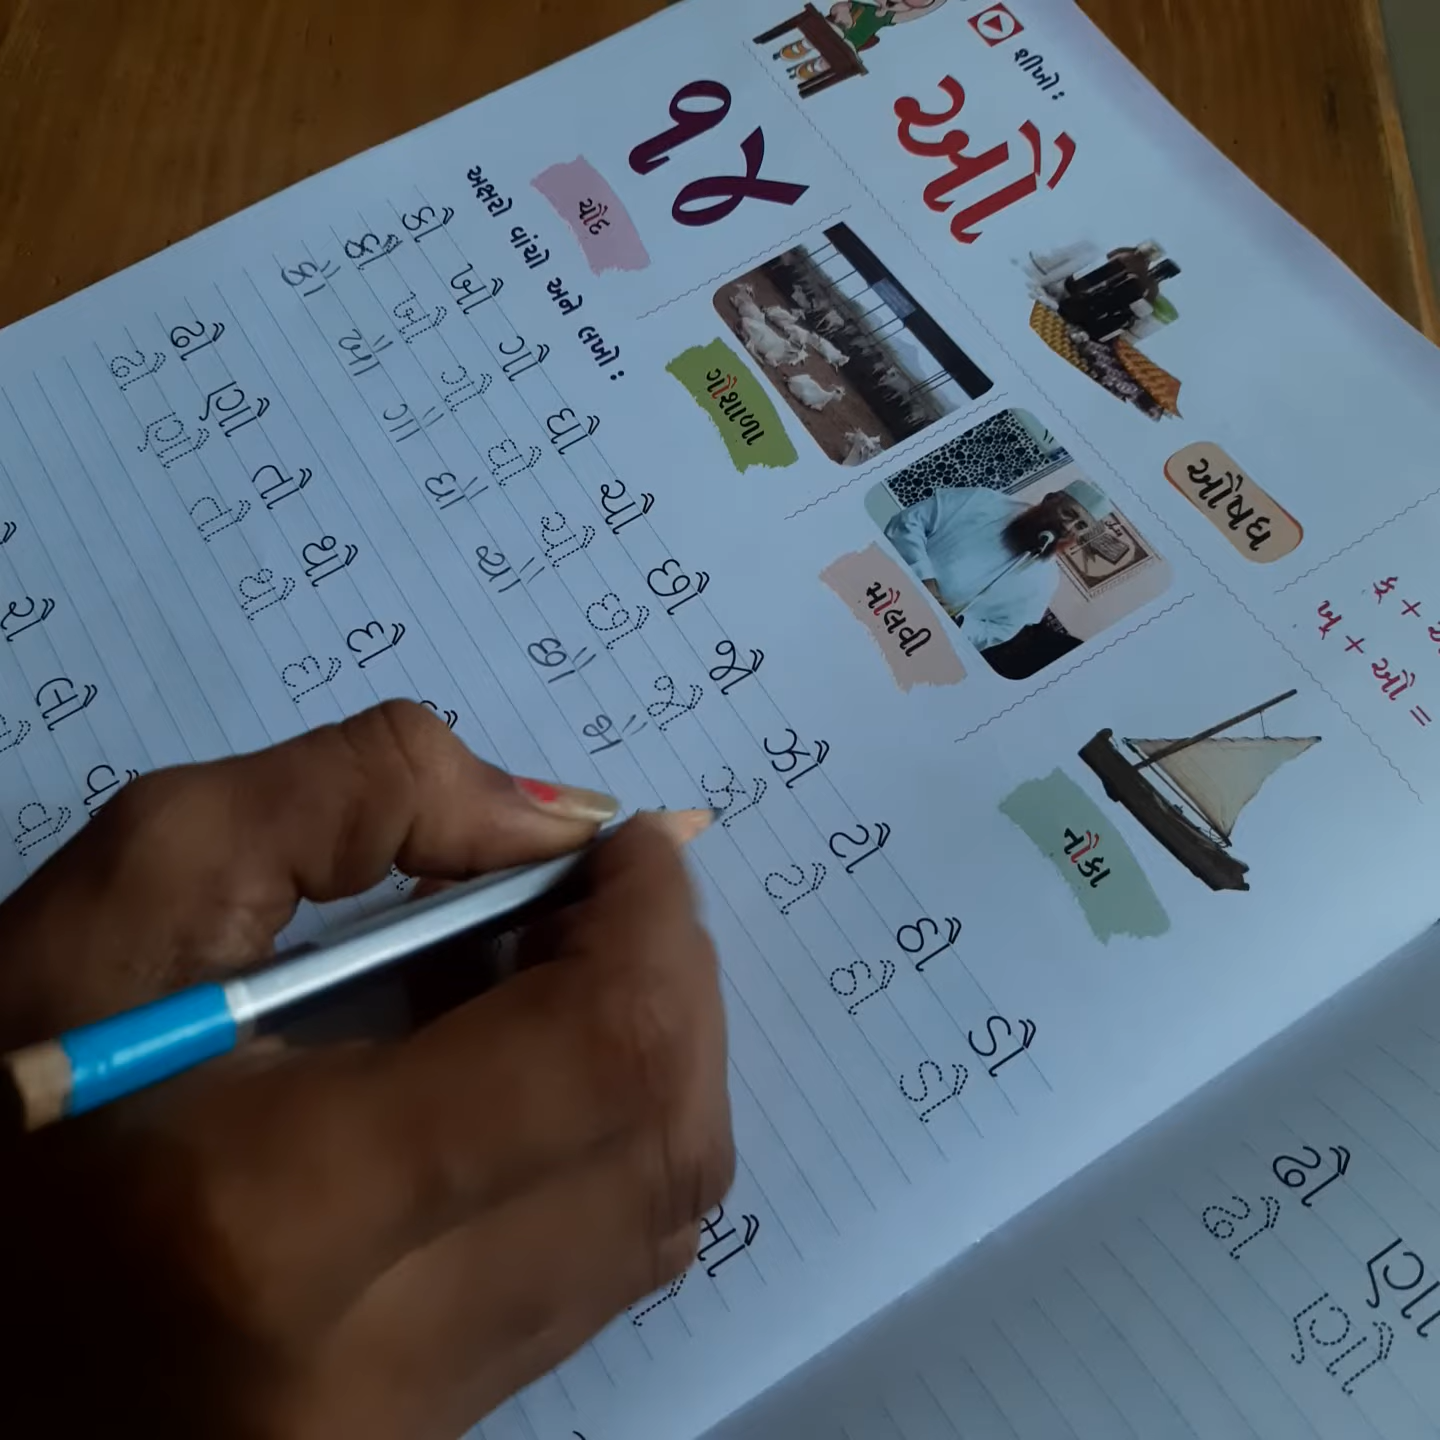 શીખો :
ઔ
ઔષધ
૧૪
ચૌદ
ગૌશાળા
મૌલવી
નૌકા
અક્ષરો વાંચો અને લખો :
કૌ ખૌ ગૌ ઘૌ ચૌ છૌ જૌ ઝૌ ટૌ ઠૌ ડૌ
કૌ ખૌ ગૌ ઘૌ ચૌ છૌ જૌ ઝૌ ટૌ ઠૌ ડૌ
કૌ ખૌ ગૌ ઘૌ ચૌ છૌ જૌ
ઢૌ ણૌ તૌ થૌ દૌ
ઢૌ ણૌ તૌ થૌ દૌ
રૌ લૌ વૌ
વૌ
ખ્ + ઔ =
ઢૌ ણૌ
ઢૌ ણૌ